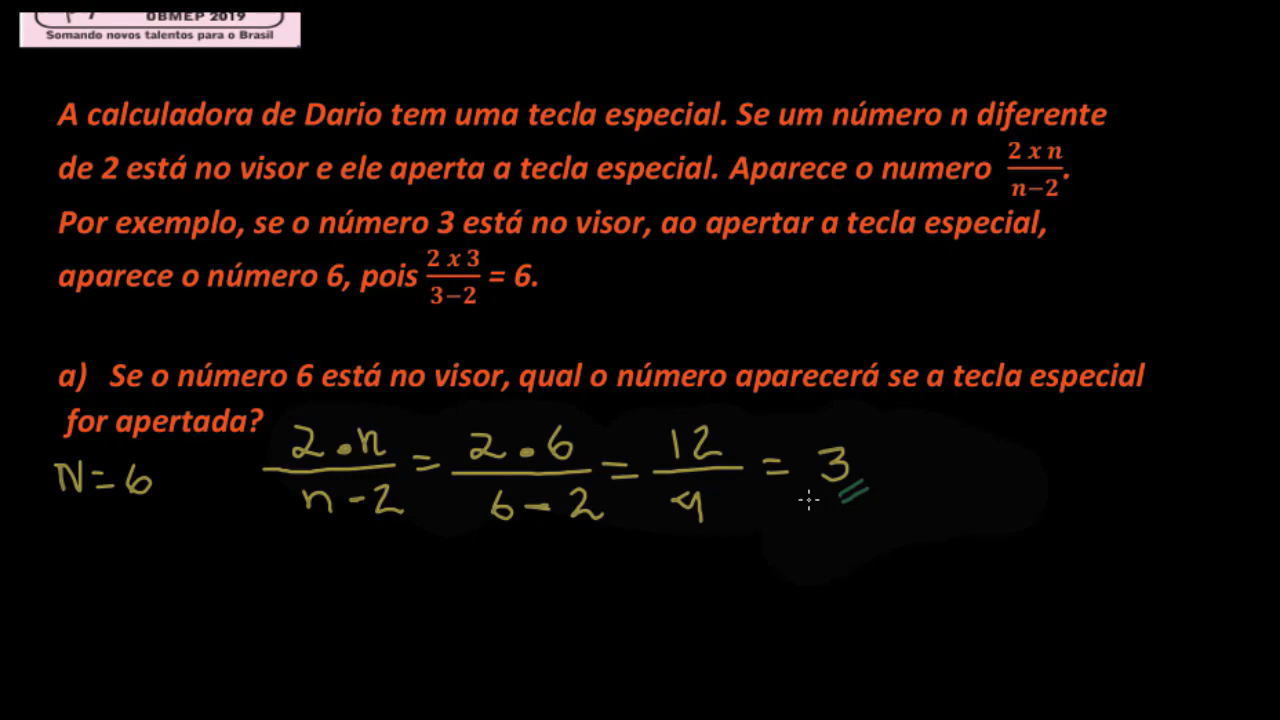 OBMEP 2019
Somando novos talentos para o Brasil
A calculadora de Dario tem uma tecla especial. Se um número n diferente
de 2 está no visor e ele aperta a tecla especial. Aparece o numero 2 x n / n−2.
Por exemplo, se o número 3 está no visor, ao apertar a tecla especial,
aparece o número 6, pois 2 x 3 / 3−2 = 6.
a) Se o número 6 está no visor, qual o número aparecerá se a tecla especial
for apertada?
N = 6 2 . n / n - 2 = 2 . 6 / 6 - 2 = 12 / 4 = 3